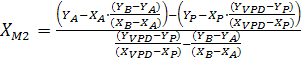 X_{M2} = \frac{\left(Y_A - X_A \cdot \frac{(Y_B - Y_A)}{(X_B - X_A)}\right) - \left(Y_P - X_P \cdot \frac{(Y_{VPD} - Y_P)}{(X_{VPD} - X_P)}\right)}{\frac{(Y_{VPD} - Y_P)}{(X_{VPD} - X_P)} - \frac{(Y_B - Y_A)}{(X_B - X_A)}}